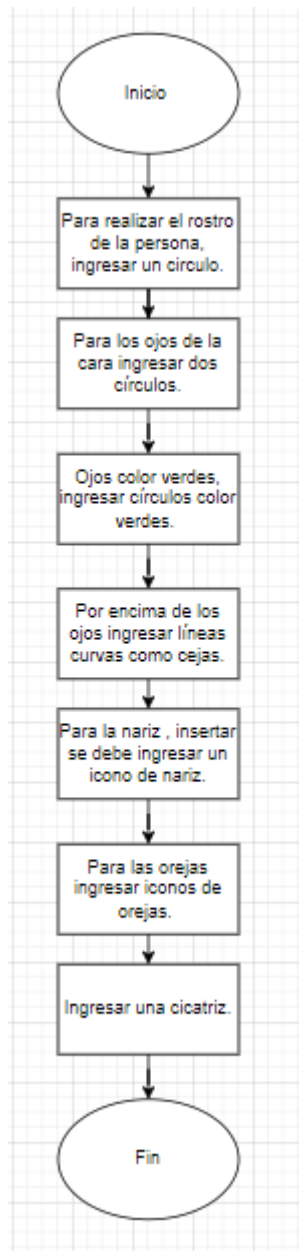 Inicio
Para realizar el rostro
de la persona,
ingresar un circulo.
Para los ojos de la
cara ingresar dos
círculos.
Ojos color verdes,
ingresar círculos color
verdes.
Por encima de los
ojos ingresar líneas
curvas como cejas.
Para la nariz , insertar
se debe ingresar un
icono de nariz.
Para las orejas
ingresar iconos de
orejas.
Ingresar una cicatriz.
Fin